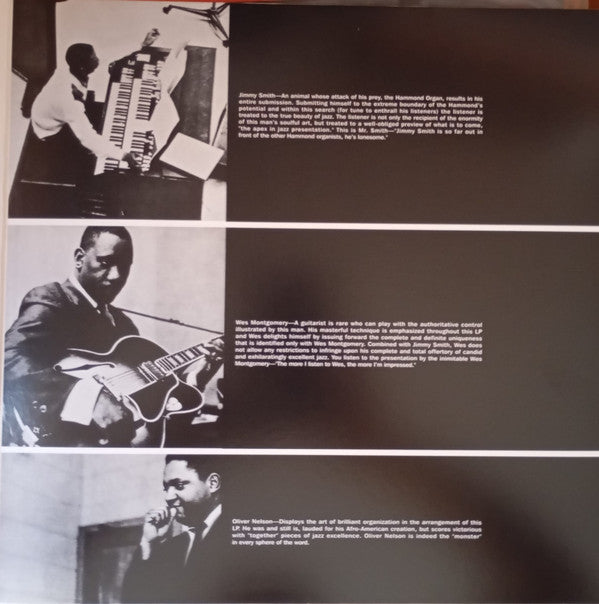 Jimmy Smith—An animal whose attack of his prey, the Hammond Organ, results in his
entire submission. Submitting himself to the extreme boundary of the Hammond's
potential and within this search (for tune to enthrall his listeners) the listener is
treated to the true beauty of jazz. The listener is not only the recipient of the enormity
of this man's soulful art, but treated to a well-obliged preview of what is to come,
"the apex in jazz presentation." This is Mr. Smith—"Jimmy Smith is so far out in
front of the other Hammond organists, he's lonesome."
Wes Montgomery—A guitarist is rare who can play with the authoritative control
illustrated by this man. His masterful technique is emphasized throughout this LP
and Wes delights himself by issuing forward the complete and definite uniqueness
that is identified only with Wes Montgomery. Combined with Jimmy Smith, Wes does
not allow any restrictions to infringe upon his complete and total offertory of candid
and exhilaratingly excellent jazz. You listen to the presentation by the inimitable Wes
Montgomery—"The more I listen to Wes, the more I'm impressed."
Oliver Nelson—Displays the art of brilliant organization in the arrangement of this
LP. He was and still is, lauded for his Afro-American creation, but scores victorious
with "together" pieces of jazz excellence. Oliver Nelson is indeed the "monster"
in every sphere of the word.